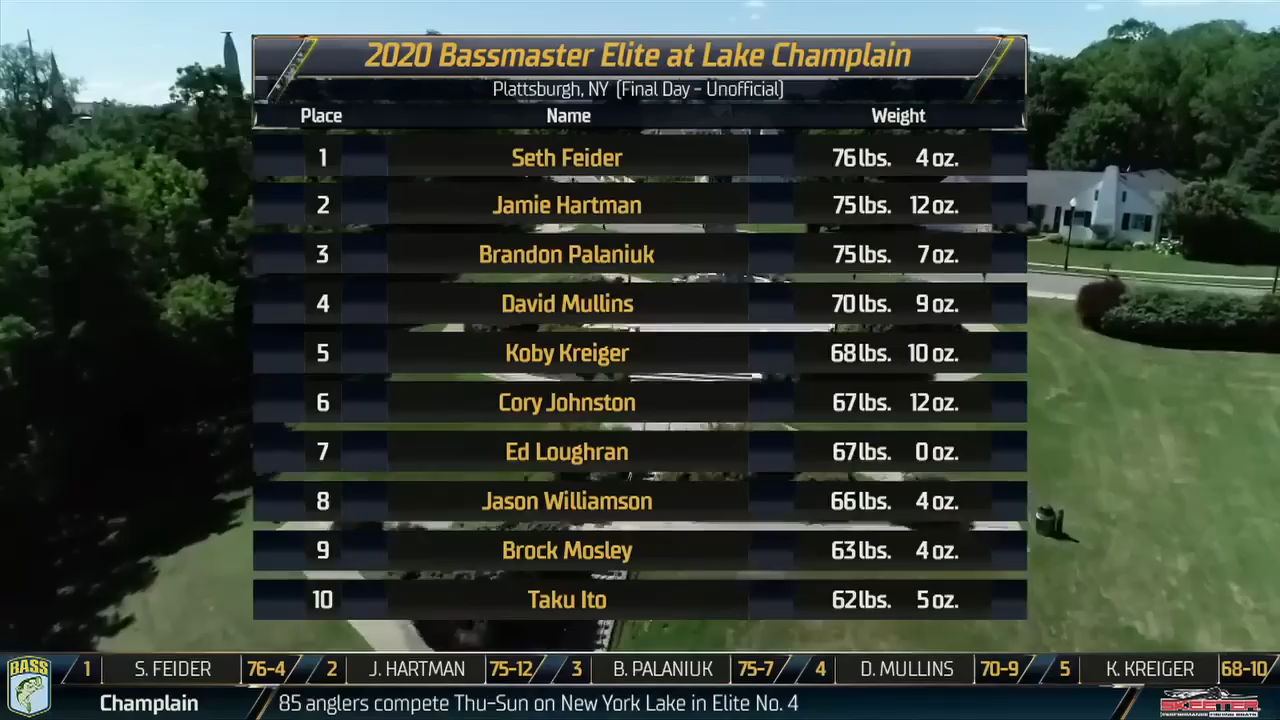 2020 Bassmaster Elite at Lake Champlain
Plattsburgh, NY (Final Day - Unofficial)
Place Name Weight
1 Seth Feider 76 lbs. 4 oz.
2 Jamie Hartman 75 lbs. 12 oz.
3 Brandon Palaniuk 75 lbs. 7 oz.
4 David Mullins 70 lbs. 9 oz.
5 Koby Kreiger 68 lbs. 10 oz.
6 Cory Johnston 67 lbs. 12 oz.
7 Ed Loughran 67 lbs. 0 oz.
8 Jason Williamson 66 lbs. 4 oz.
9 Brock Mosley 63 lbs. 4 oz.
10 Taku Ito 62 lbs. 5 oz.
BASS 1 S. FEIDER 76-4 2 J. HARTMAN 75-12 3 B. PALANIUK 75-7 4 D. MULLINS 70-9 5 K. KREIGER 68-10
Champlain 85 anglers compete Thu-Sun on New York Lake in Elite No. 4
SKEETER
PERFORMANCE FISHING BOATS